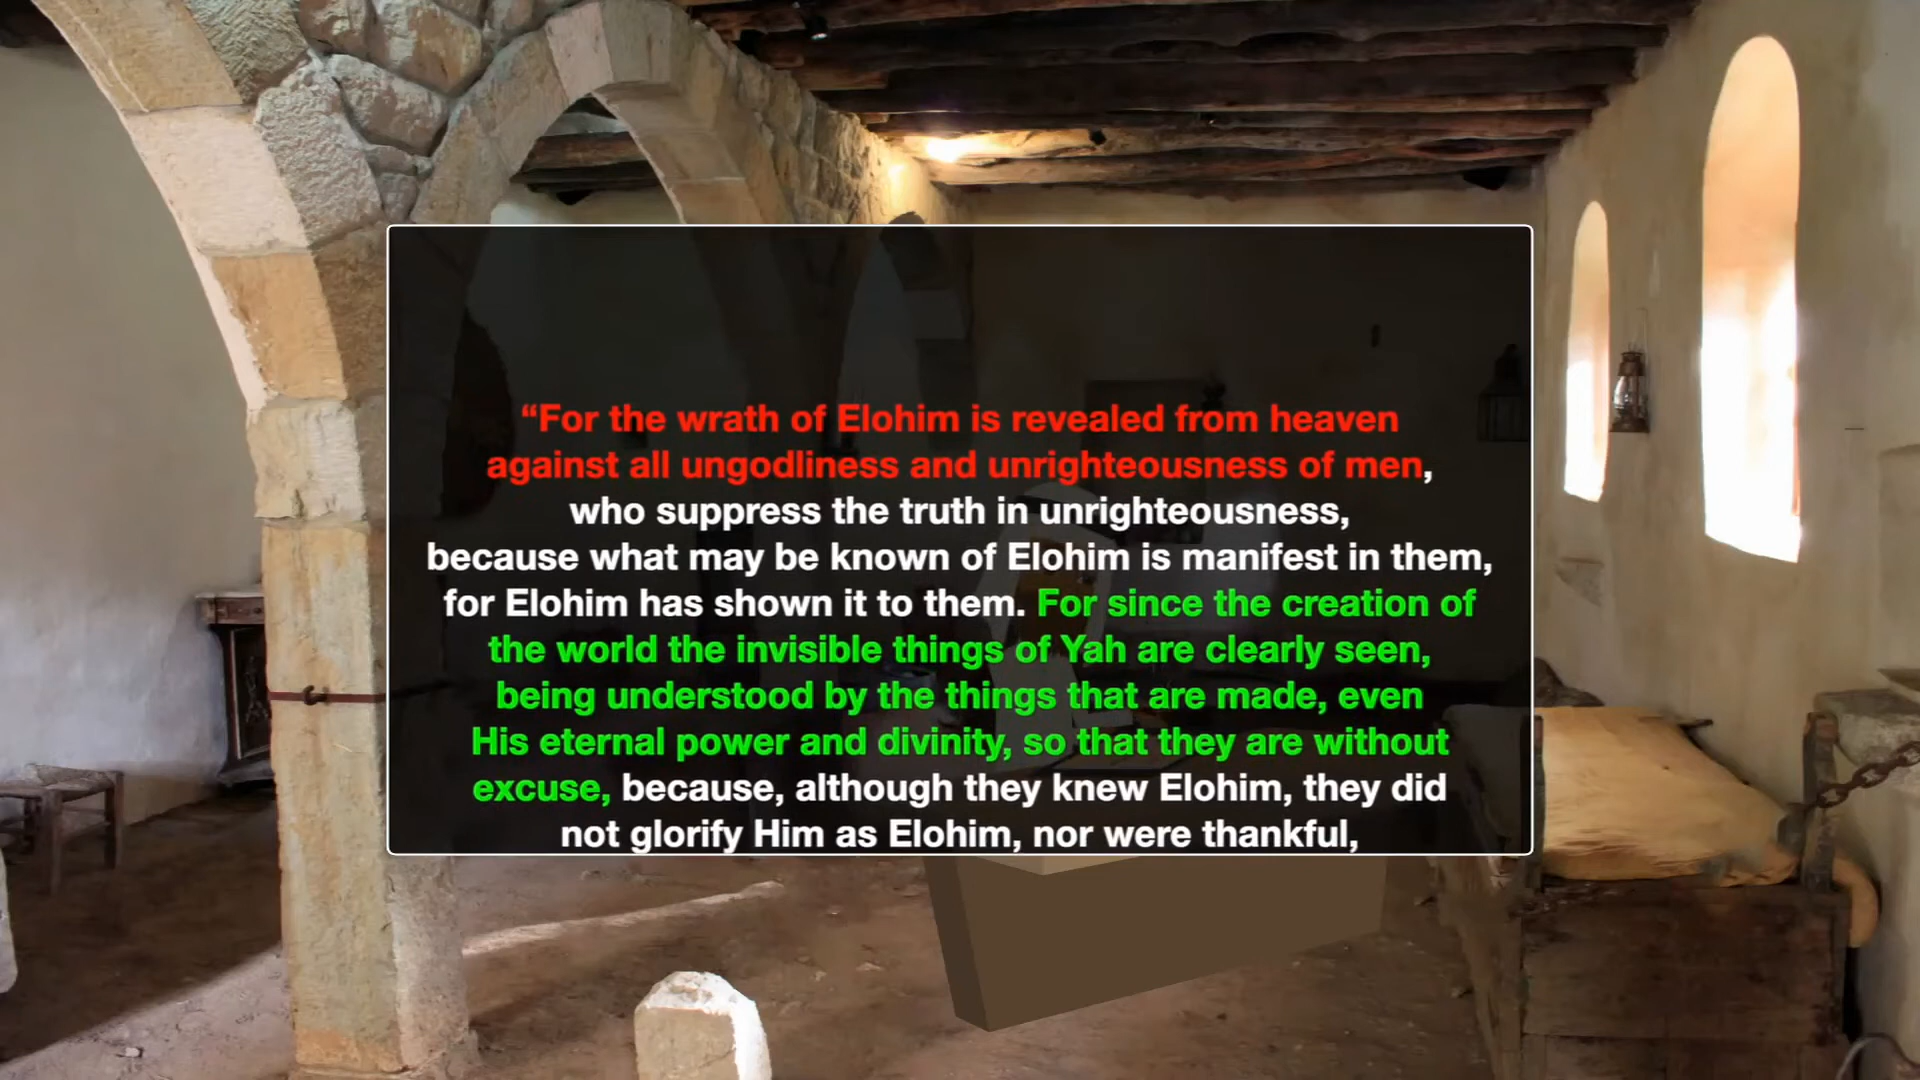 “For the wrath of Elohim is revealed from heaven
against all ungodliness and unrighteousness of men,
who suppress the truth in unrighteousness,
because what may be known of Elohim is manifest in them,
for Elohim has shown it to them. For since the creation of
the world the invisible things of Yah are clearly seen,
being understood by the things that are made, even
His eternal power and divinity, so that they are without
excuse, because, although they knew Elohim, they did
not glorify Him as Elohim, nor were thankful,